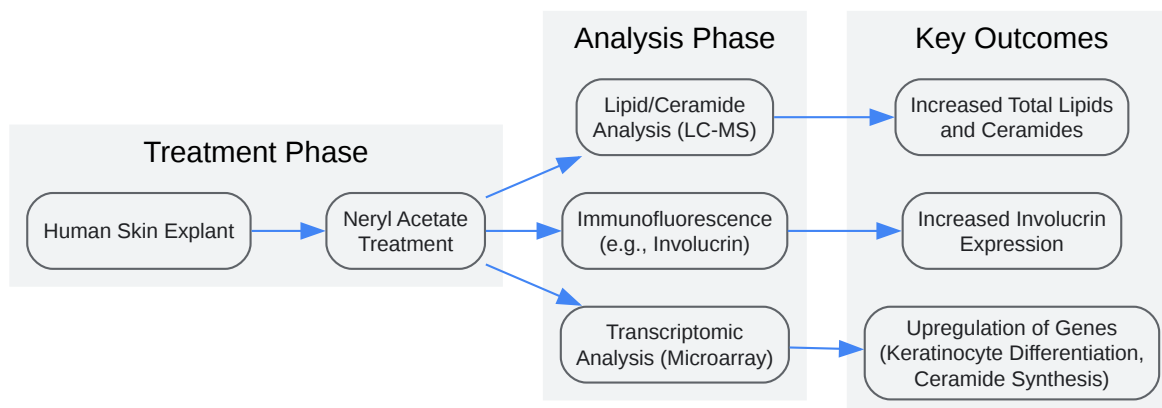 Treatment Phase
Human Skin Explant
Neryl Acetate
Treatment
Analysis Phase
Lipid/Ceramide
Analysis (LC-MS)
Immunofluorescence
(e.g., Involucrin)
Transcriptomic
Analysis (Microarray)
Key Outcomes
Increased Total Lipids
and Ceramides
Increased Involucrin
Expression
Upregulation of Genes
(Keratinocyte Differentiation,
Ceramide Synthesis)